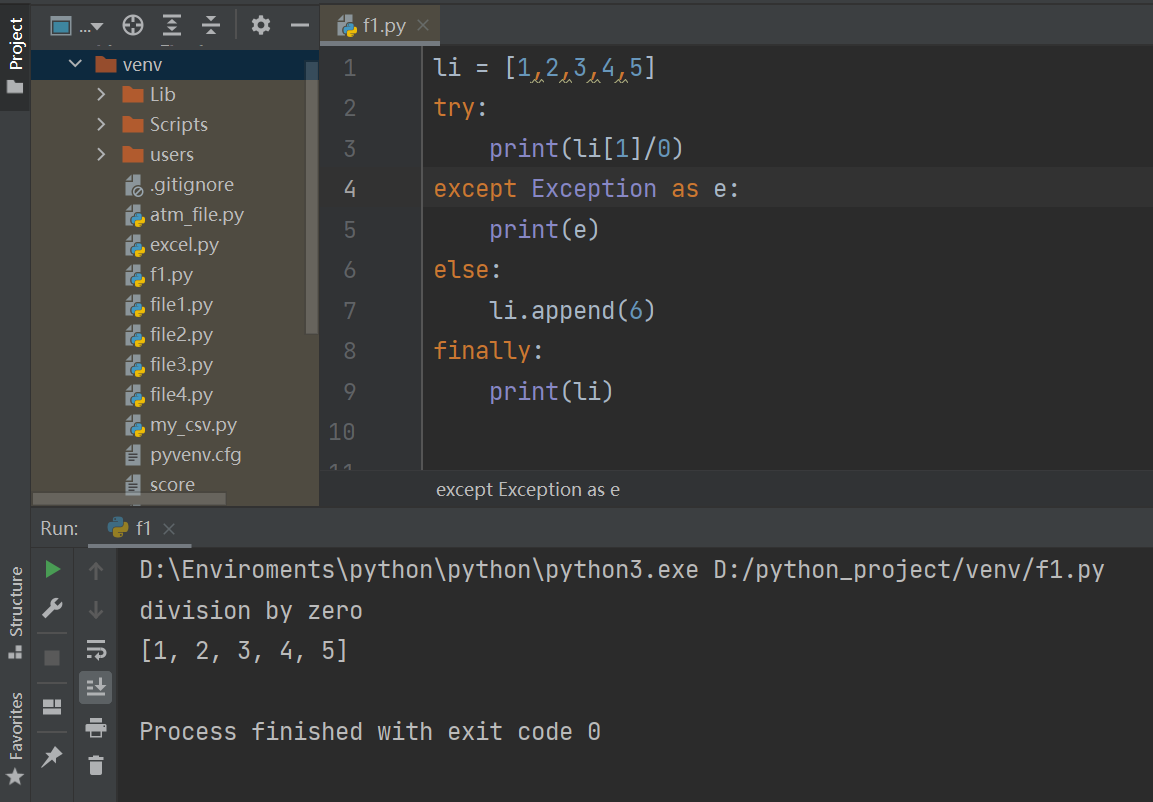 Project
...
venv
Lib
Scripts
users
.gitignore
atm_file.py
excel.py
f1.py
file1.py
file2.py
file3.py
file4.py
my_csv.py
pyvenv.cfg
score
f1.py
1 li = [1,2,3,4,5]
2 try:
3 print(li[1]/0)
4 except Exception as e:
5 print(e)
6 else:
7 li.append(6)
8 finally:
9 print(li)
10
11
except Exception as e
Run: f1
Structure
Favorites
D:\Enviroments\python\python\python3.exe D:/python_project/venv/f1.py
division by zero
[1, 2, 3, 4, 5]
Process finished with exit code 0